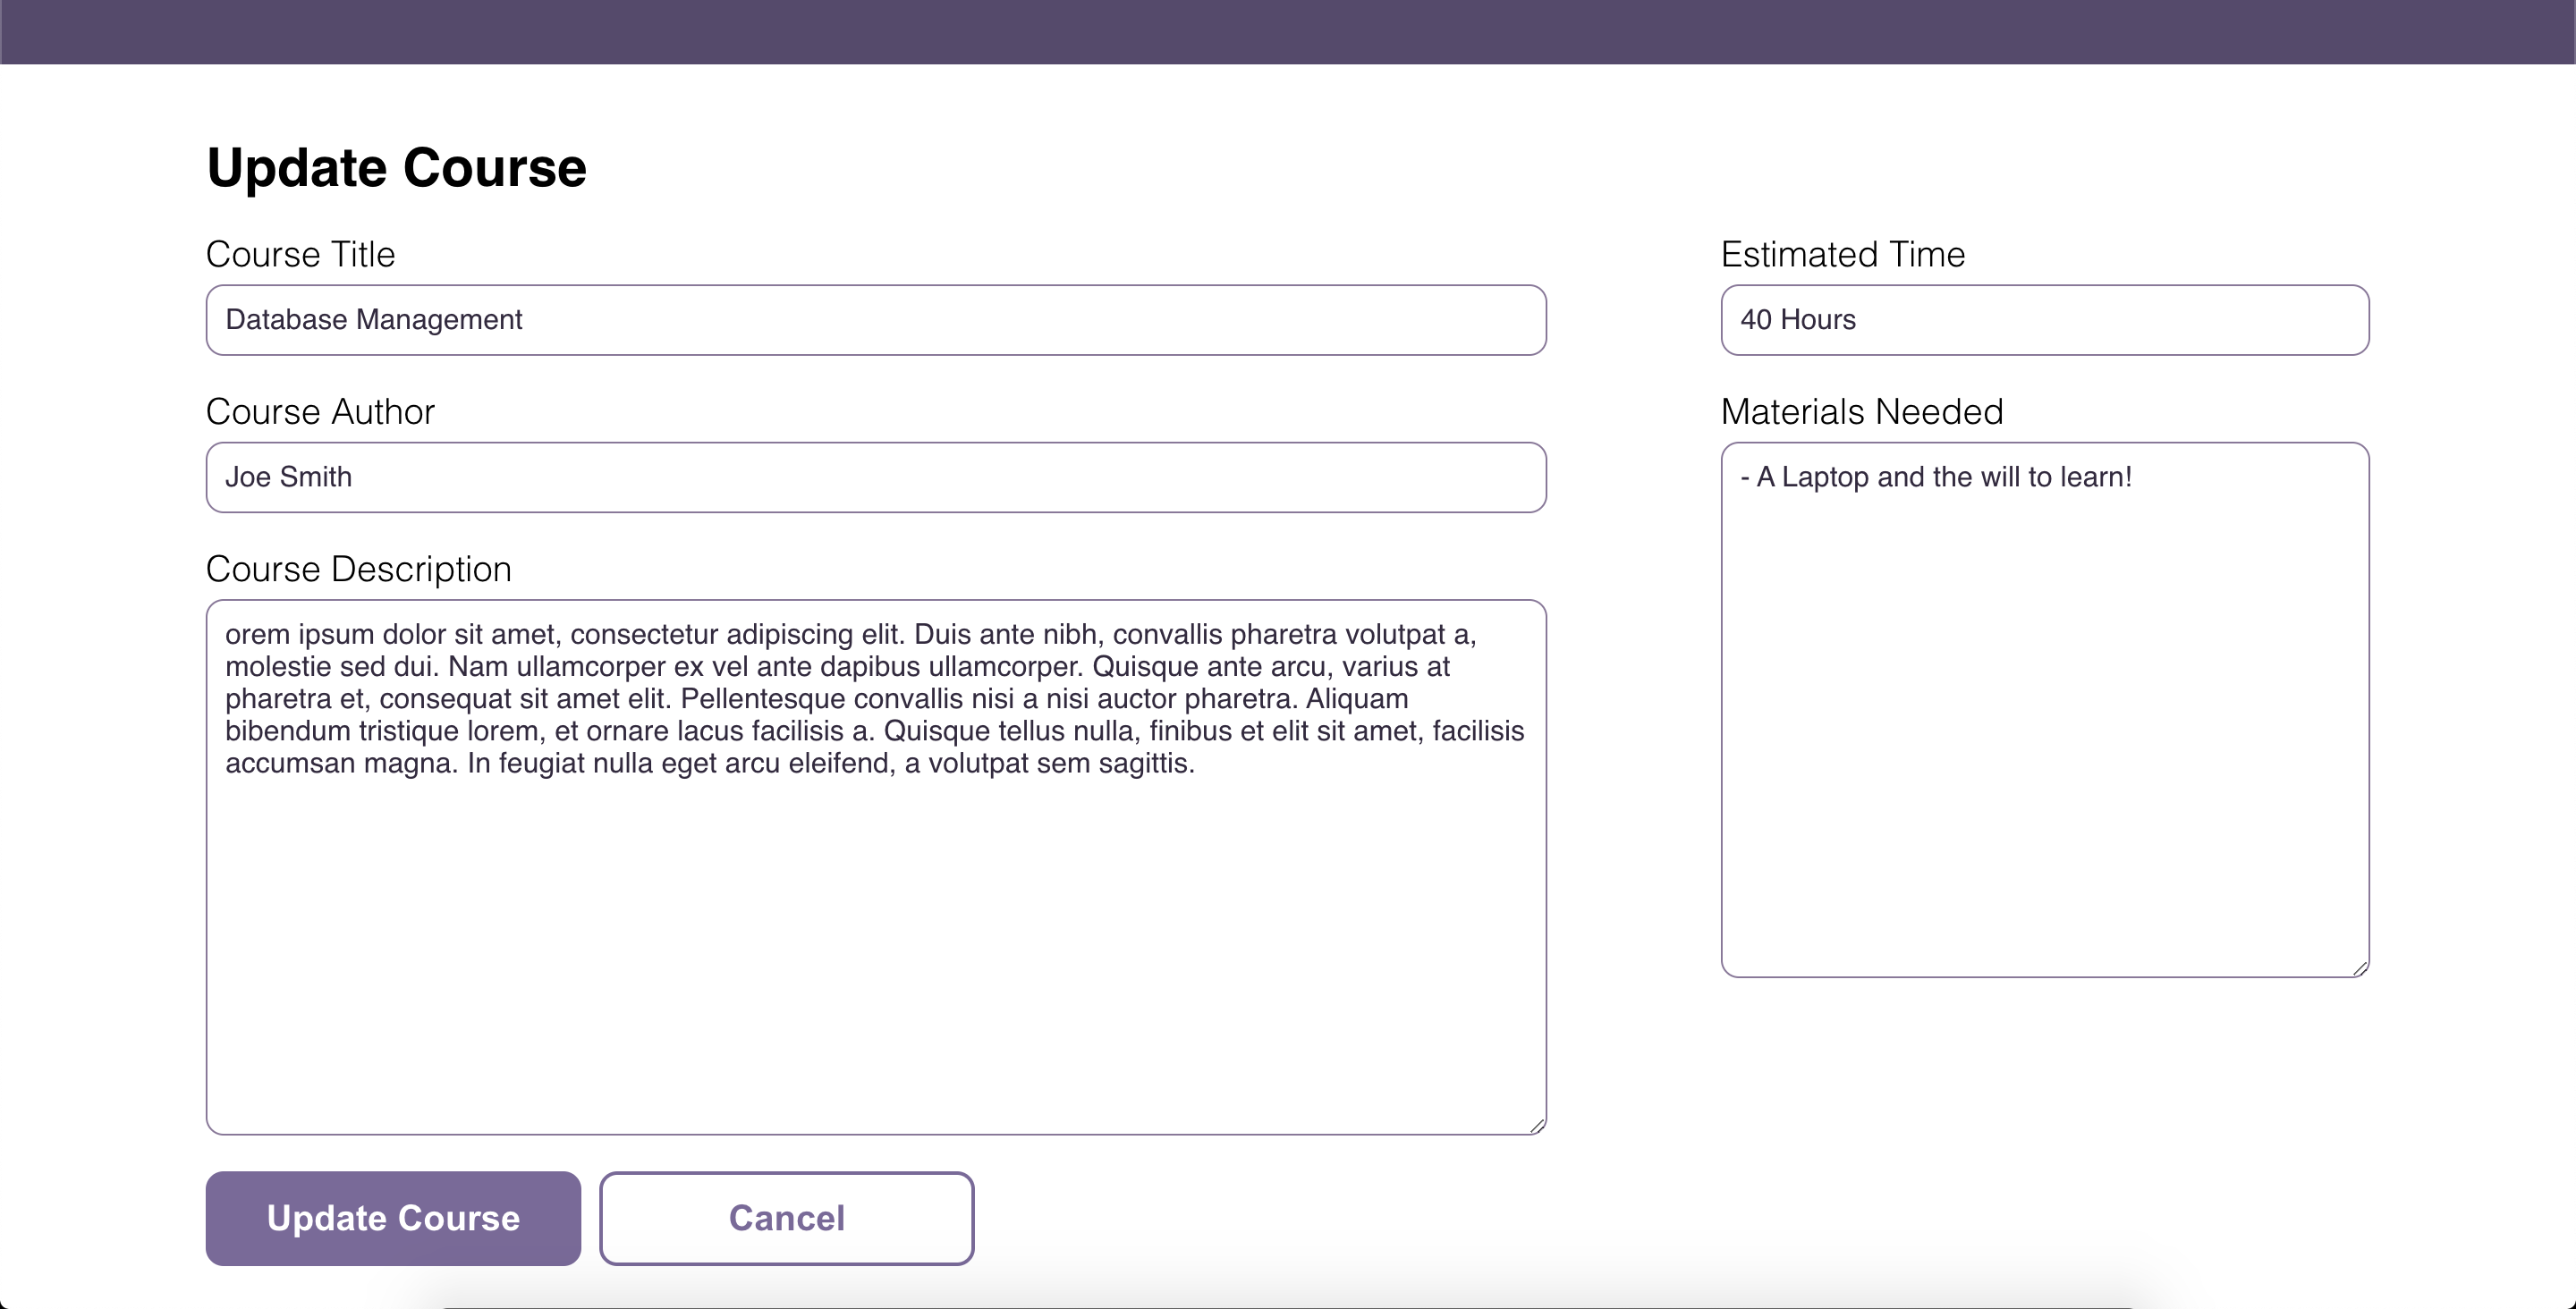 Update Course
Course Title
Database Management
Course Author
Joe Smith
Course Description
orem ipsum dolor sit amet, consectetur adipiscing elit. Duis ante nibh, convallis pharetra volutpat a,
molestie sed dui. Nam ullamcorper ex vel ante dapibus ullamcorper. Quisque ante arcu, varius at
pharetra et, consequat sit amet elit. Pellentesque convallis nisi a nisi auctor pharetra. Aliquam
bibendum tristique lorem, et ornare lacus facilisis a. Quisque tellus nulla, finibus et elit sit amet, facilisis
accumsan magna. In feugiat nulla eget arcu eleifend, a volutpat sem sagittis.
Estimated Time
40 Hours
Materials Needed
- A Laptop and the will to learn!
Update Course
Cancel